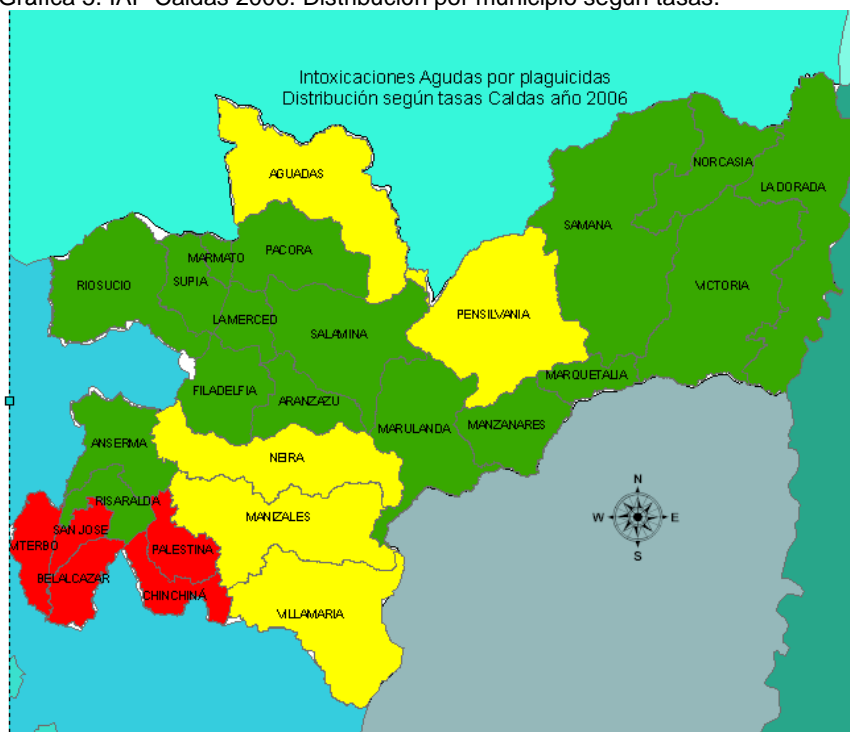 Gráfica 3. IAP Caldas 2006. Distribución por municipio según tasas.
Intoxicaciones Agudas por plaguicidas
Distribución según tasas Caldas año 2006
NORCASIA
LA DORADA
AGUADAS
SAMANA
PACORA
MARMATO
RIOSUCIO
SUPIA
VICTORIA
PENSILVANIA
LAMERCED
SALAMINA
MARQUETALIA
FILADELFIA
ARANZAZU
MANZANARES
MARULANDA
ANSERMA
NEIRA
RISARALDA
MANIZALES
SAN JOSE
PALESTINA
MTERBO
BELALCAZAR
CHINCHINÁ
VILLAMARIA
N
W
E
S